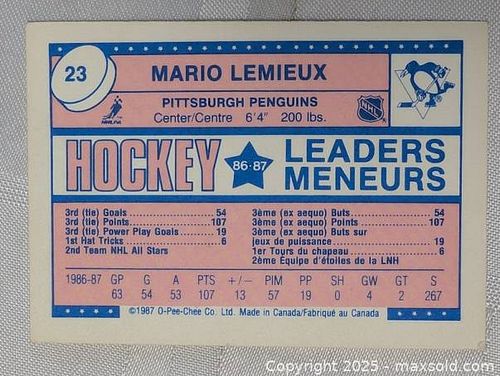 23
MARIO LEMIEUX
PITTSBURGH PENGUINS
Center/Centre 6'4" 200 lbs.
NHLPA
NHL
HOCKEY 86-87 LEADERS
MENEURS
3rd (tie) Goals 54
3rd (tie) Points 107
3rd (tie) Power Play Goals 19
1st Hat Tricks 6
2nd Team NHL All Stars
3ème (ex aequo) Buts 54
3ème (ex aequo) Points 107
3ème (ex aequo) Buts sur
jeux de puissance 19
1er Tours du chapeau 6
2ème Équipe d'étoiles de la LNH
1986-87 GP G A PTS +/- PIM PP SH GW GT S
63 54 53 107 13 57 19 0 4 2 267
©1987 O-Pee-Chee Co. Ltd. Made in Canada/Fabriqué au Canada
Copyright © 2025 - maxsold.com